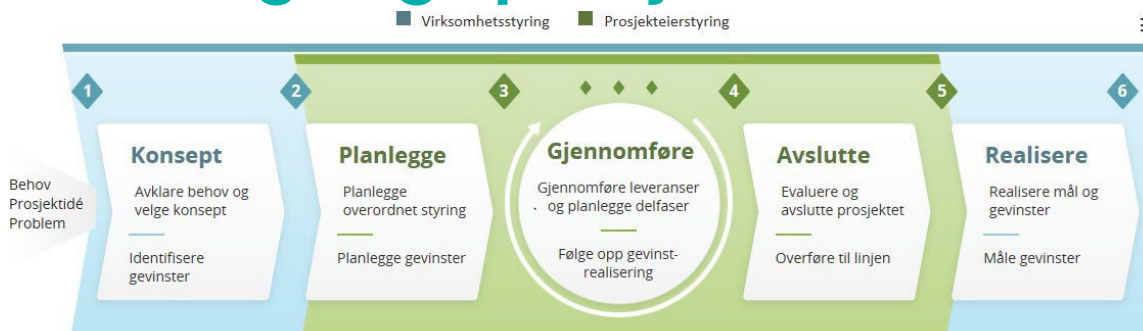 Virksomhetsstyring
Prosjekteierstyring
1
2
3
4
5
6
Behov
Prosjektidé
Problem
Konsept
Avklare behov og
velge konsept
Identifisere
gevinster
Planlegge
Planlegge
overordnet styring
Planlegge gevinster
Gjennomføre
Gjennomføre leveranser
og planlegge delfaser
Følge opp gevinst-
realisering
Avslutte
Evaluere og
avslutte prosjektet
Overføre til linjen
Realisere
Realisere mål og
gevinster
Måle gevinster